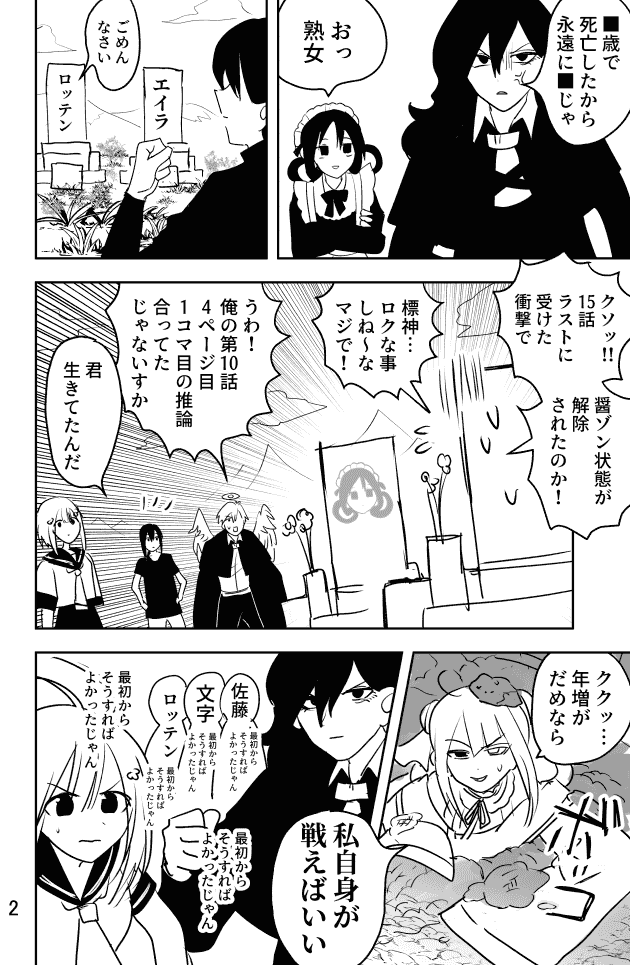 ■歳で
死亡したから
永遠に■じゃ
おっ
熟女
ごめん
なさい
エイラ
ロッテン
クソッ!!
15話
ラストに
受けた
衝撃で
醤ゾン状態が
解除
されたのか!
標神…
ロクな事
しね〜な
マジで!
うわ!
俺の第10話
4ページ目
1コマ目の推論
合ってた
じゃないすか
君
生きてたんだ
ククッ…
年増が
だめなら
ガバッ
私自身が
戦えばいい
佐藤…
最初から
そうすれば
よかったじゃん
文字
最初から
そうすれば
よかったじゃん
ロッテン
最初から
そうすれば
よかったじゃん
最初から
そうすれば
よかったじゃん
最初から
そうすれば
よかったじゃん
2